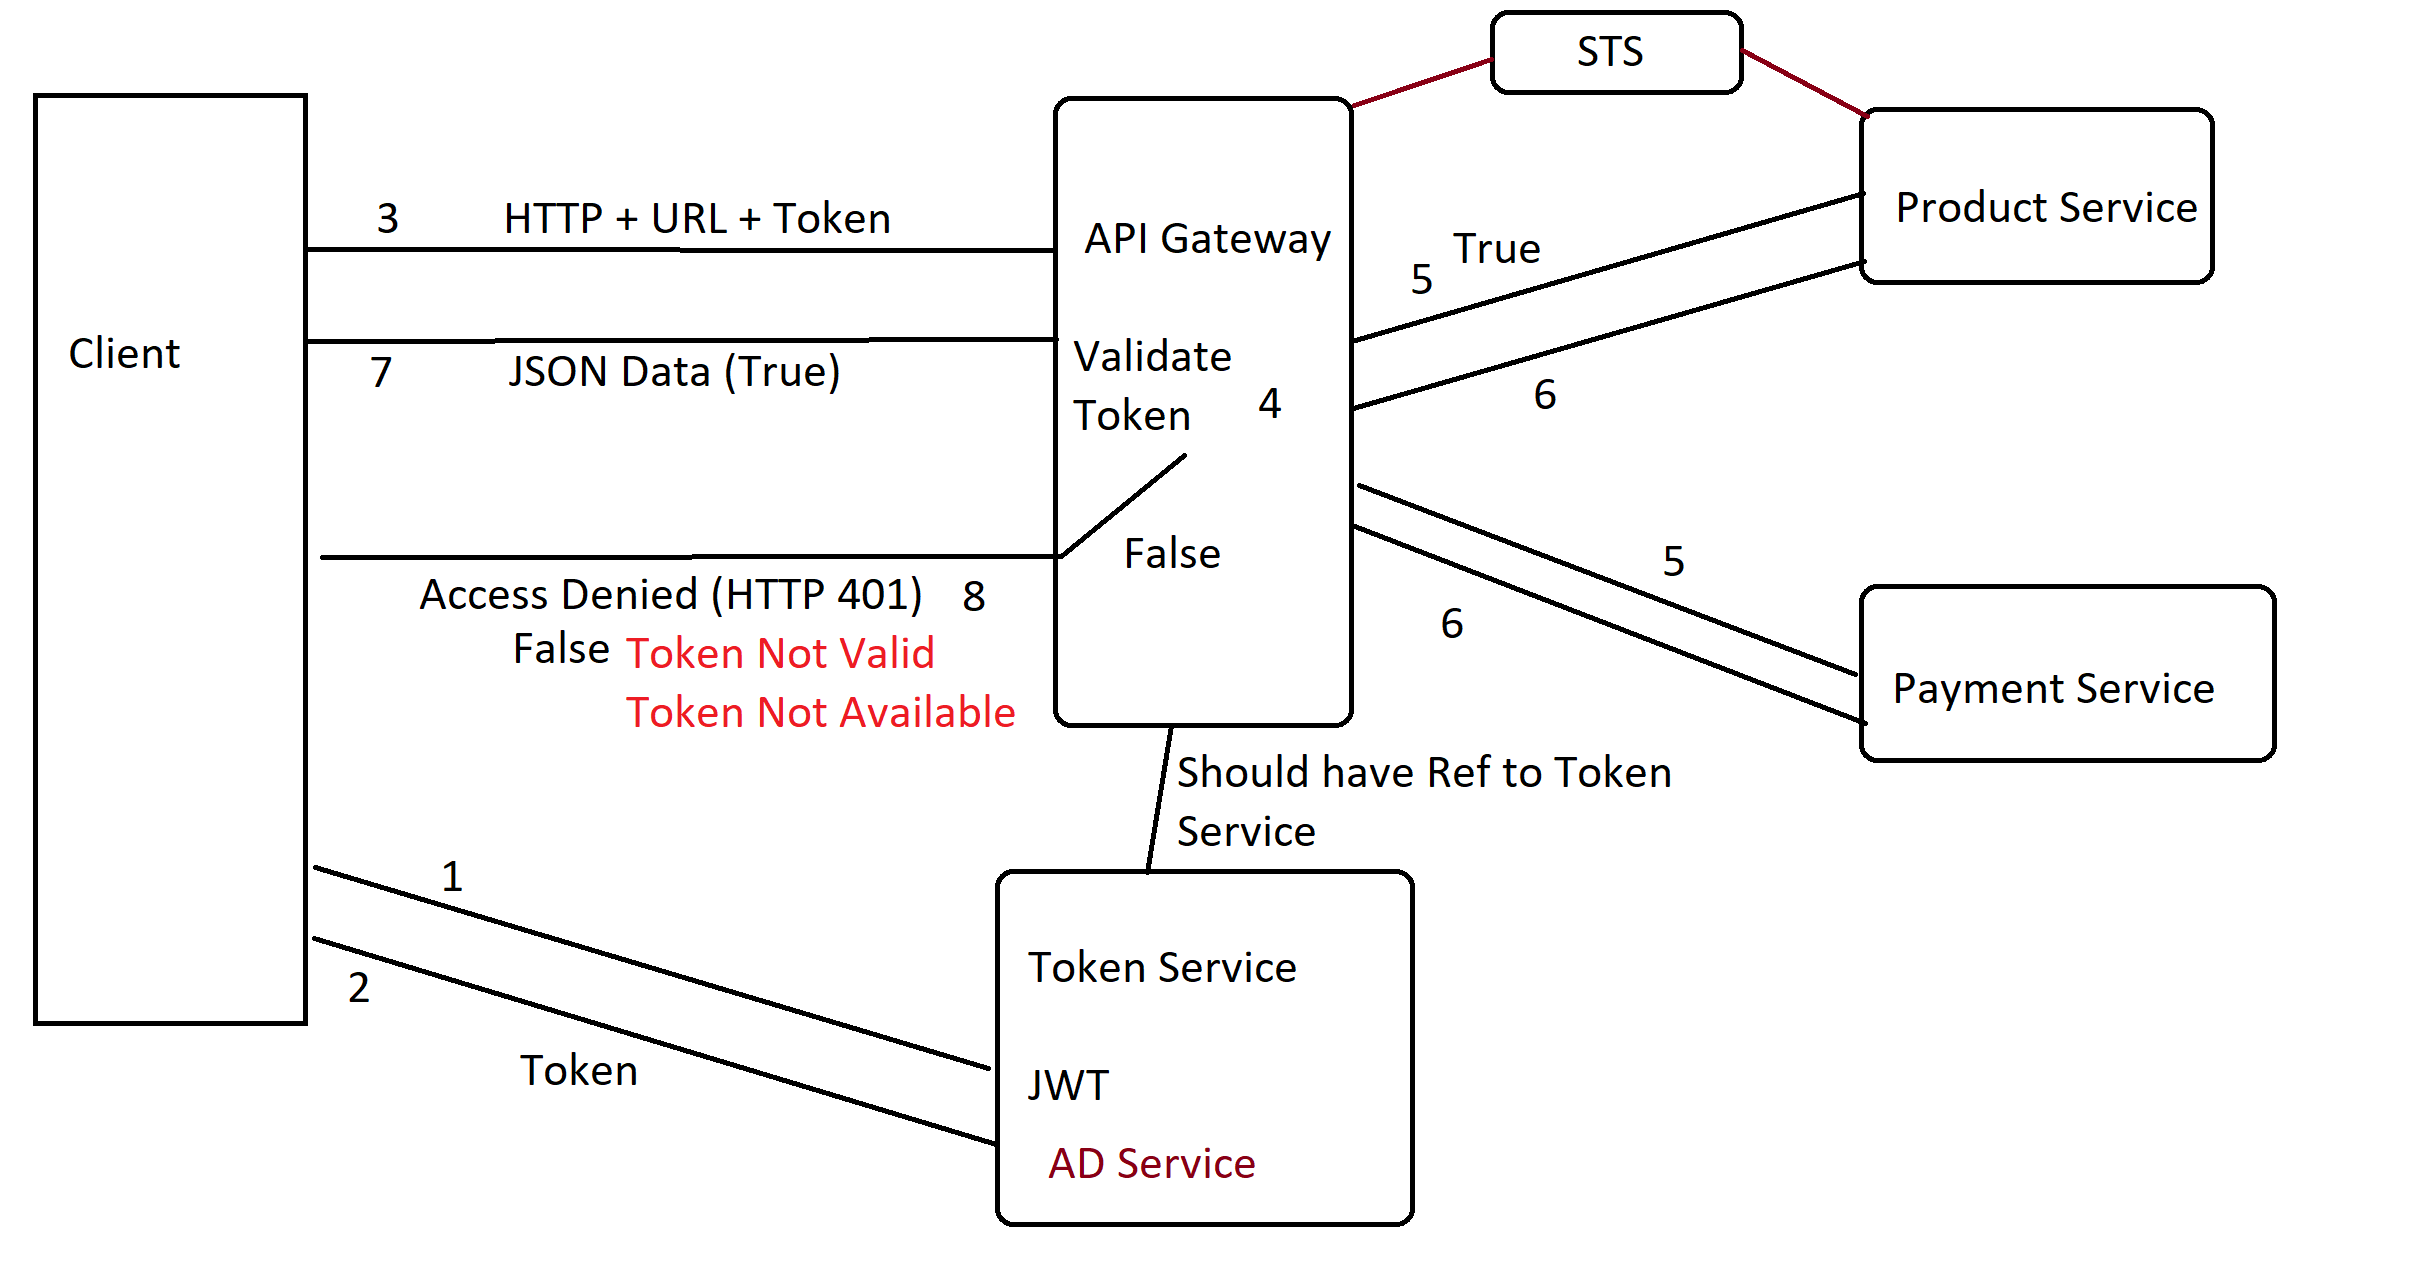 STS
3 HTTP + URL + Token
API Gateway
Product Service
5 True
Client
7 JSON Data (True)
Validate
Token 4
6
False
5
Access Denied (HTTP 401) 8
False Token Not Valid
Token Not Available
6
Payment Service
Should have Ref to Token
Service
1
2
Token
Token Service
JWT
AD Service